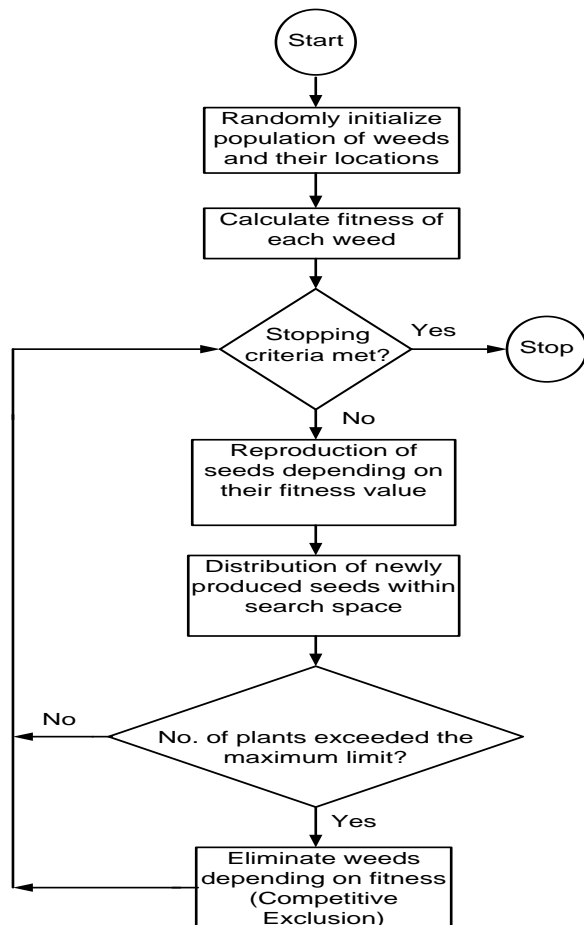 Start
Randomly initialize
population of weeds
and their locations
Calculate fitness of
each weed
Stopping
criteria met?
Yes
Stop
No
Reproduction of
seeds depending on
their fitness value
Distribution of newly
produced seeds within
search space
No
No. of plants exceeded the
maximum limit?
Yes
Eliminate weeds
depending on fitness
(Competitive
Exclusion)